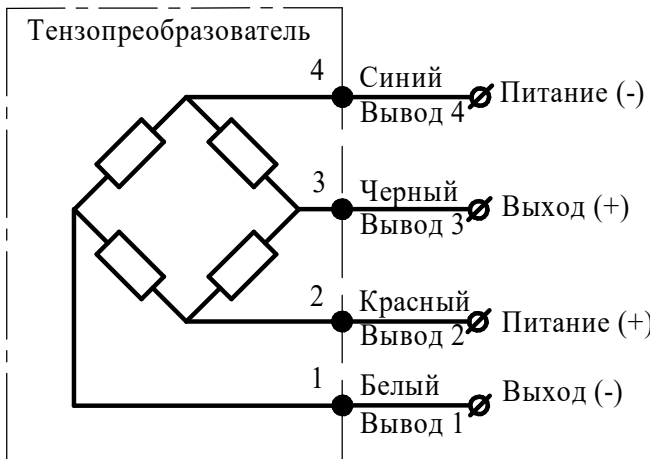 Тензопреобразователь
4 Синий
Вывод 4 Питание (-)
3 Черный
Вывод 3 Выход (+)
2 Красный
Вывод 2 Питание (+)
1 Белый
Вывод 1 Выход (-)